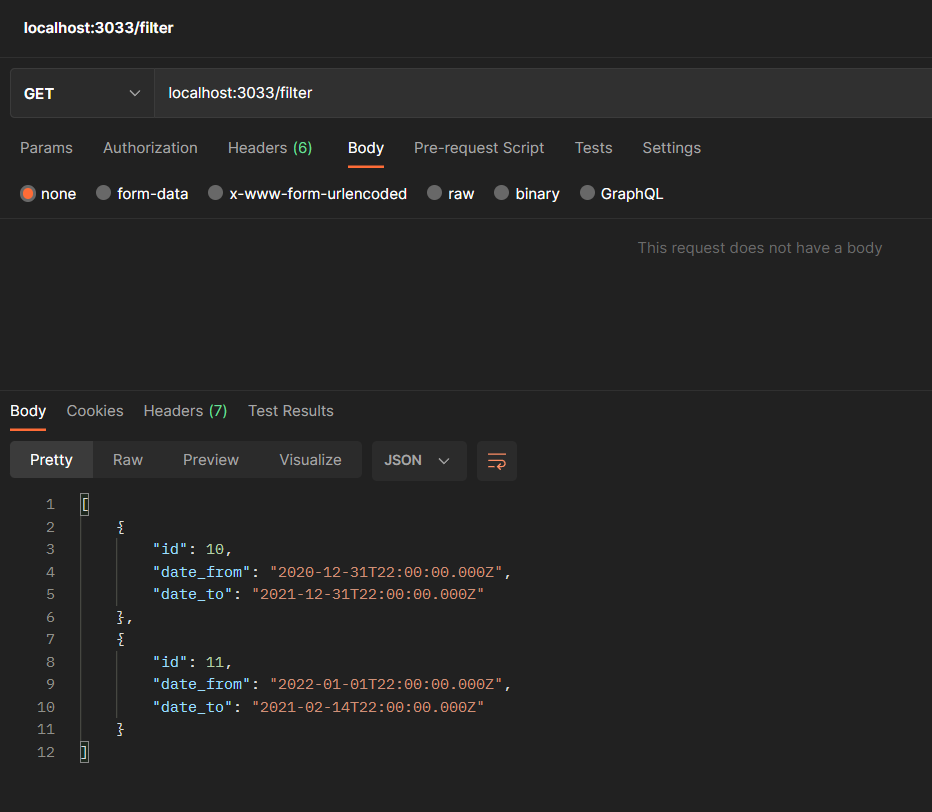 localhost:3033/filter
GET localhost:3033/filter
Params Authorization Headers (6) Body Pre-request Script Tests Settings
none form-data x-www-form-urlencoded raw binary GraphQL
This request does not have a body
Body Cookies Headers (7) Test Results
Pretty Raw Preview Visualize JSON
1 [
2 {
3 "id": 10,
4 "date_from": "2020-12-31T22:00:00.000Z",
5 "date_to": "2021-12-31T22:00:00.000Z"
6 },
7 {
8 "id": 11,
9 "date_from": "2022-01-01T22:00:00.000Z",
10 "date_to": "2021-02-14T22:00:00.000Z"
11 }
12 ]